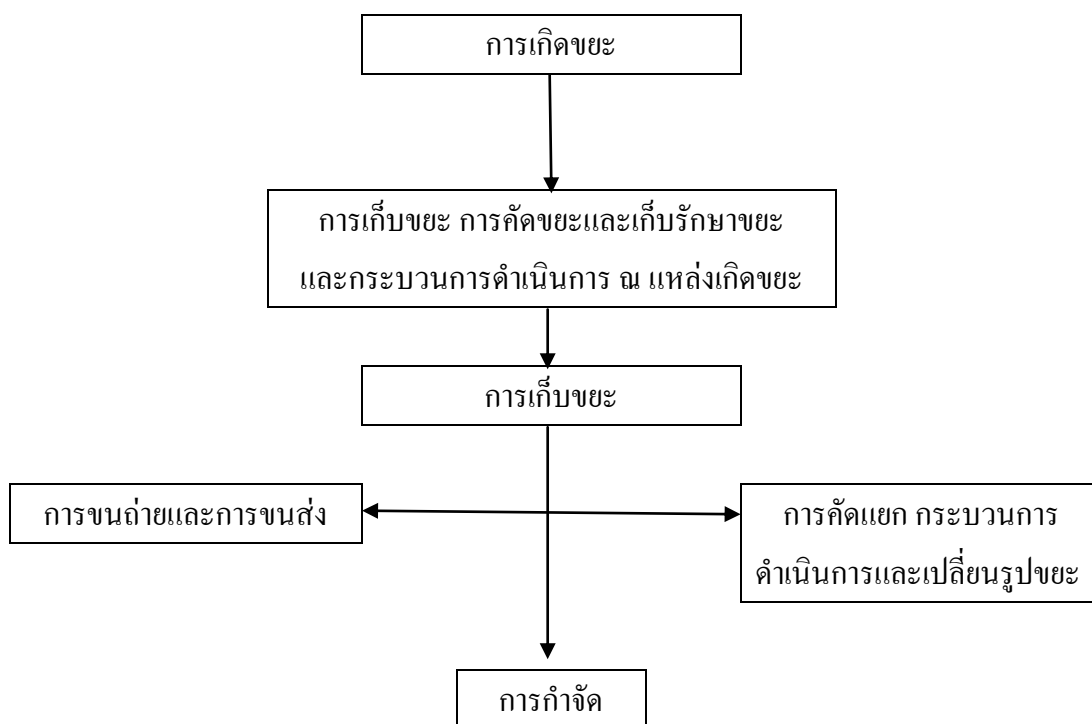 การเกิดขยะ
การเก็บขยะ การคัดขยะและเก็บรักษาขยะ
และกระบวนการดำเนินการ ณ แหล่งเกิดขยะ
การเก็บขยะ
การขนถ่ายและการขนส่ง
การคัดแยก กระบวนการ
ดำเนินการและเปลี่ยนรูปขยะ
การกำจัด